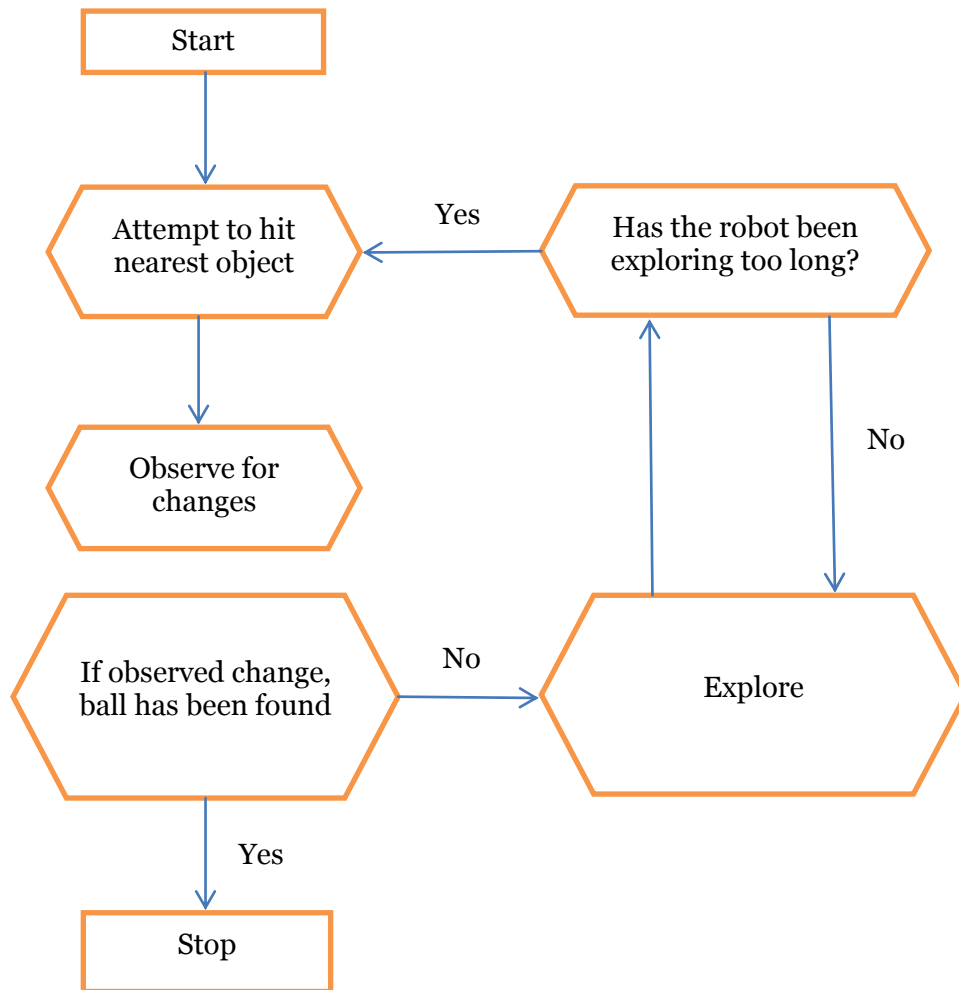 Start
Attempt to hit
nearest object
Yes
Has the robot been
exploring too long?
No
Observe for
changes
If observed change,
ball has been found
No
Explore
Yes
Stop